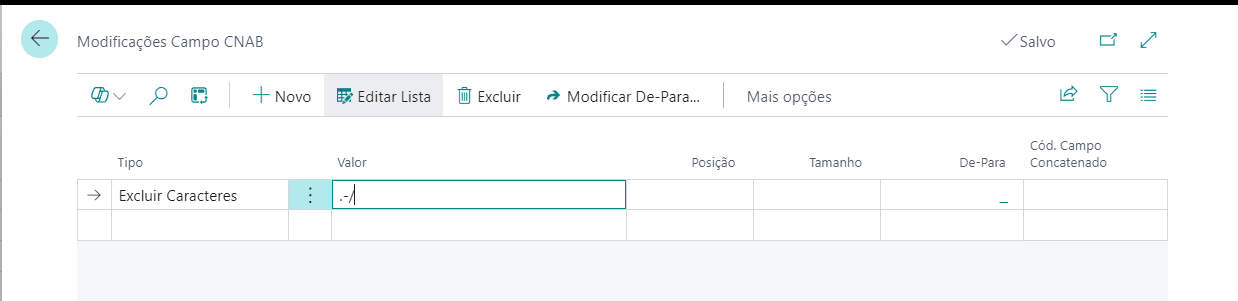 Modificações Campo CNAB
Salvo
Novo
Editar Lista
Excluir
Modificar De-Para...
Mais opções
Tipo
Valor
Posição
Tamanho
De-Para
Cód. Campo
Concatenado
Excluir Caracteres
.-/
_